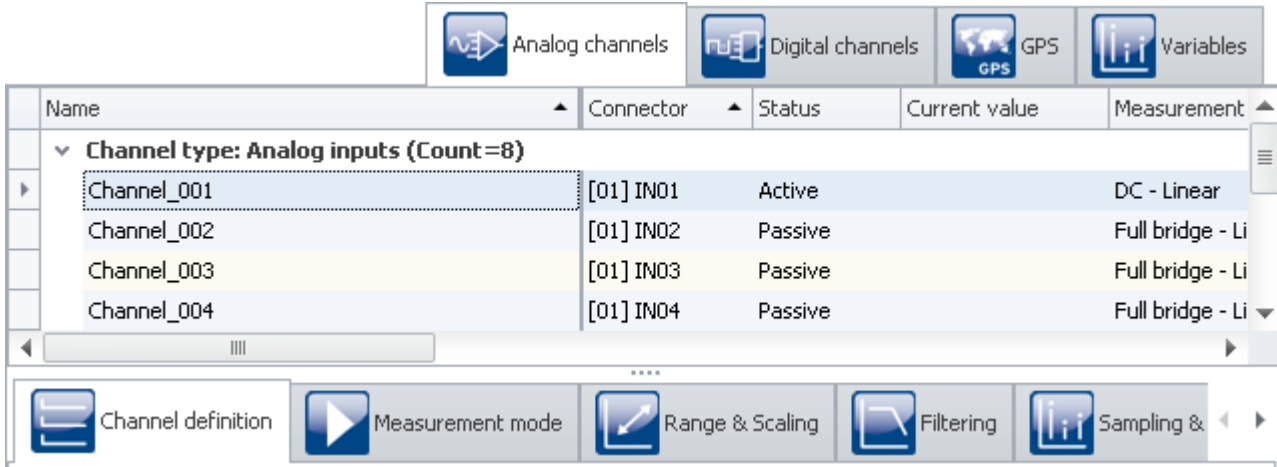 Analog channels Digital channels GPS GPS Variables
Name Connector Status Current value Measurement
Channel type: Analog inputs (Count=8)
Channel_001 [01] IN01 Active DC - Linear
Channel_002 [01] IN02 Passive Full bridge - Li
Channel_003 [01] IN03 Passive Full bridge - Li
Channel_004 [01] IN04 Passive Full bridge - Li
Channel definition Measurement mode Range & Scaling Filtering Sampling &